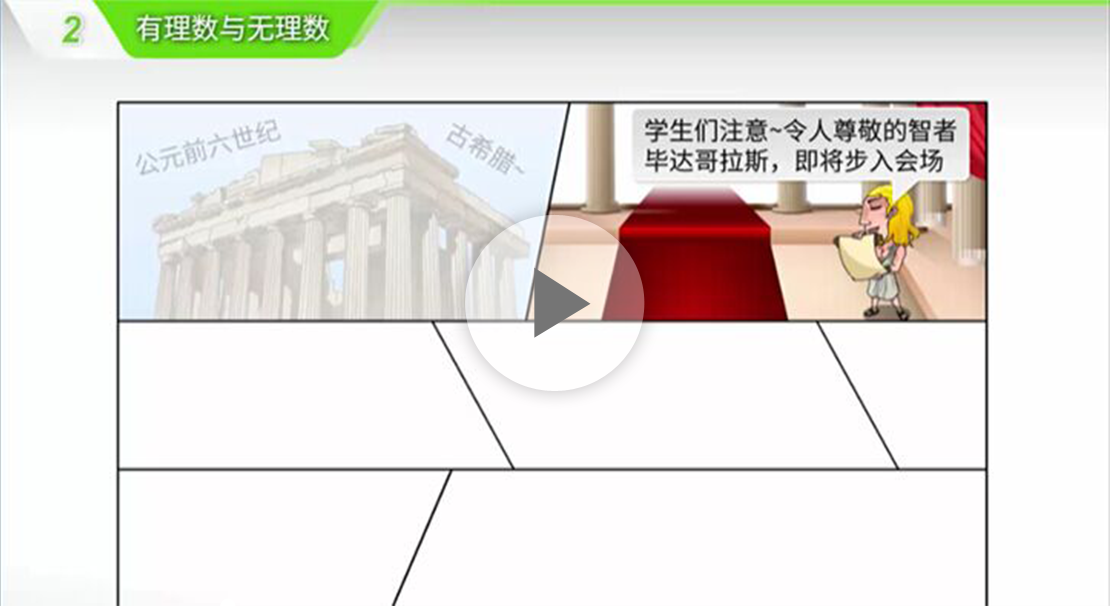 2
有理数与无理数
公元前六世纪
古希腊~
学生们注意~令人尊敬的智者
毕达哥拉斯，即将步入会场